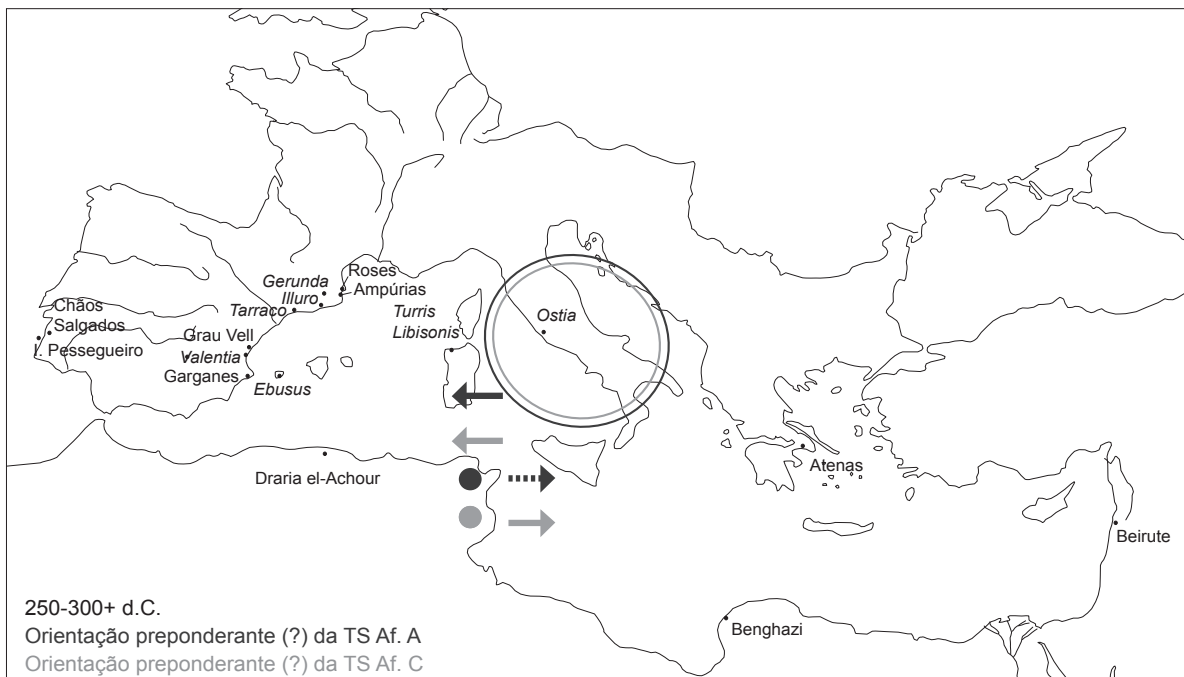 Roses
Gerunda
Ampúrias
Illuro
Chãos
Salgados
Tarraco
Turris
Libisonis
Ostia
Grau Vell
I. Pessegueiro
Valentia
Garganes
Ebusus
Atenas
Draria el-Achour
Beirute
250-300+ d.C.
Benghazi
Orientação preponderante (?) da TS Af. A
Orientação preponderante (?) da TS Af. C